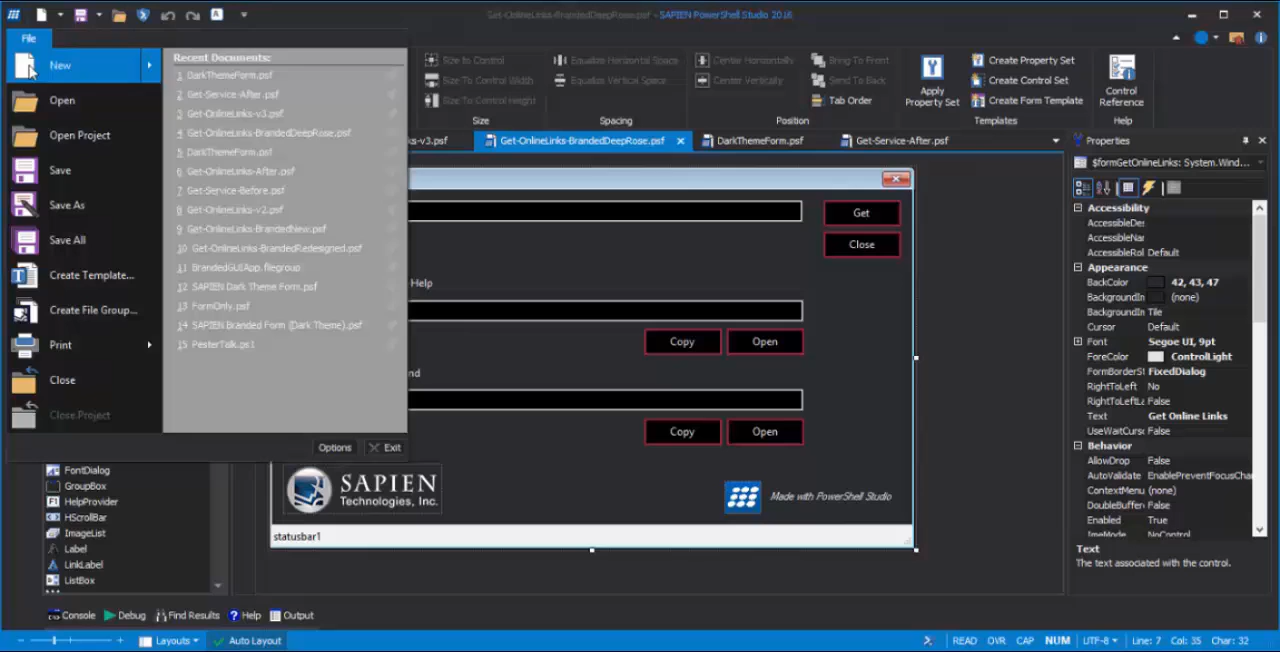 Get-OnlineLinks-BrandedDeepRose.psf - SAPIEN PowerShell Studio 2016
File
New
Open
Open Project
Save
Save As
Save All
Create Template...
Create File Group...
Print
Close
Close Project
Options
Exit
Recent Documents:
1 DarkThemeForm.psf
2 Get-Service-After.psf
3 Get-OnlineLinks-v3.psf
4 Get-OnlineLinks-BrandedDeepRose.psf
5 DarkThemeForm.psf
6 Get-OnlineLinks-After.psf
7 Get-Service-Before.psf
8 Get-OnlineLinks-v2.psf
9 Get-OnlineLinks-BrandedNew.psf
10 Get-OnlineLinks-BrandedRedesigned.psf
11 BrandedGUIApp.filegroup
12 SAPIEN Dark Theme Form.psf
13 FormOnly.psf
14 SAPIEN Branded Form (Dark Theme).psf
15 PesterTalk.ps1
Size to Control
Size To Control Width
Size To Control Height
Size
Equalize Horizontal Space
Equalize Vertical Space
Spacing
Center Horizontally
Center Vertically
Bring To Front
Send To Back
Tab Order
Position
Apply
Property Set
Create Property Set
Create Control Set
Create Form Template
Templates
Control
Reference
Help
ks-v3.psf
Get-OnlineLinks-BrandedDeepRose.psf
DarkThemeForm.psf
Get-Service-After.psf
Get
Close
Help
Copy
Open
nd
Copy
Open
SAPIEN
Technologies, Inc.
Made with PowerShell Studio
statusbar1
FontDialog
GroupBox
HelpProvider
HScrollBar
ImageList
Label
LinkLabel
ListBox
Properties
$formGetOnlineLinks: System.Wind...
Accessibility
AccessibleDes
AccessibleNar
AccessibleRol Default
Appearance
BackColor 42, 43, 47
BackgroundIn (none)
BackgroundIn Tile
Cursor Default
Font Segoe UI, 9pt
ForeColor ControlLight
FormBorderSt FixedDialog
RightToLeft No
RightToLeftLa False
Text Get Online Links
UseWaitCurso False
Behavior
AllowDrop False
AutoValidate EnablePreventFocusChan
ContextMenu (none)
DoubleBuffer False
Enabled True
ImeMode NoControl
Text
The text associated with the control.
Console Debug Find Results Help Output
Layouts Auto Layout
READ OVR CAP NUM UTF-8 Line: 7 Col: 35 Char: 32